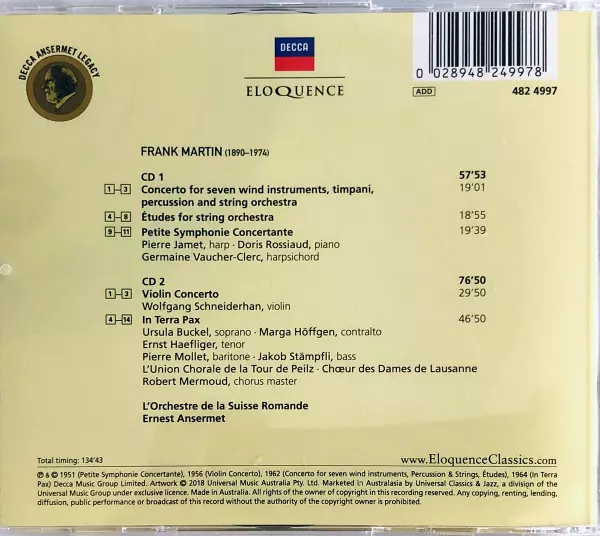 DECCA ANSERMET LEGACY
DECCA
ELOQUENCE
0 028948 249978
ADD
482 4997
FRANK MARTIN (1890–1974)
CD 1 57’53
1–3 Concerto for seven wind instruments, timpani, 19’01
percussion and string orchestra
4–8 Études for string orchestra 18’55
9–11 Petite Symphonie Concertante 19’39
Pierre Jamet, harp · Doris Rossiaud, piano
Germaine Vaucher-Clerc, harpsichord
CD 2 76’50
1–3 Violin Concerto 29’50
Wolfgang Schneiderhan, violin
4–14 In Terra Pax 46’50
Ursula Buckel, soprano · Marga Höffgen, contralto
Ernst Haefliger, tenor
Pierre Mollet, baritone · Jakob Stämpfli, bass
L’Union Chorale de la Tour de Peilz · Chœur des Dames de Lausanne
Robert Mermoud, chorus master
L’Orchestre de la Suisse Romande
Ernest Ansermet
Total timing: 134’43
www.EloquenceClassics.com
℗ & © 1951 (Petite Symphonie Concertante), 1956 (Violin Concerto), 1962 (Concerto for seven wind instruments, Percussion & Strings, Études), 1964 (In Terra
Pax) Decca Music Group Limited. Artwork © 2018 Universal Music Australia Pty. Ltd. Marketed in Australasia by Universal Classics & Jazz, a division of the
Universal Music Group under exclusive licence. Made in Australia. All rights of the owner of copyright in this recording reserved. Any copying, renting, lending,
diffusion, public performance or broadcast of this record without the authority of the copyright owner is prohibited.